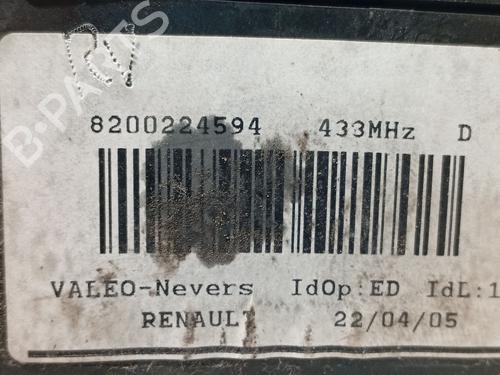 B-PARTS
8200224594 433MHz D
VALEO-Nevers IdOp:ED IdL:1
RENAULT 22/04/05